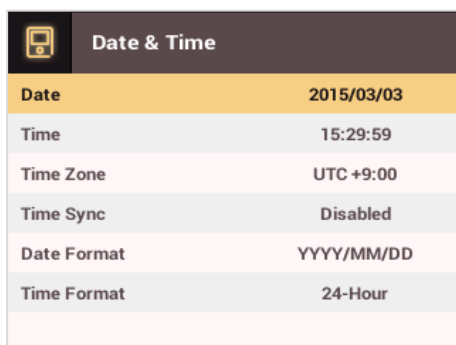 Date & Time
Date 2015/03/03
Time 15:29:59
Time Zone UTC +9:00
Time Sync Disabled
Date Format YYYY/MM/DD
Time Format 24-Hour